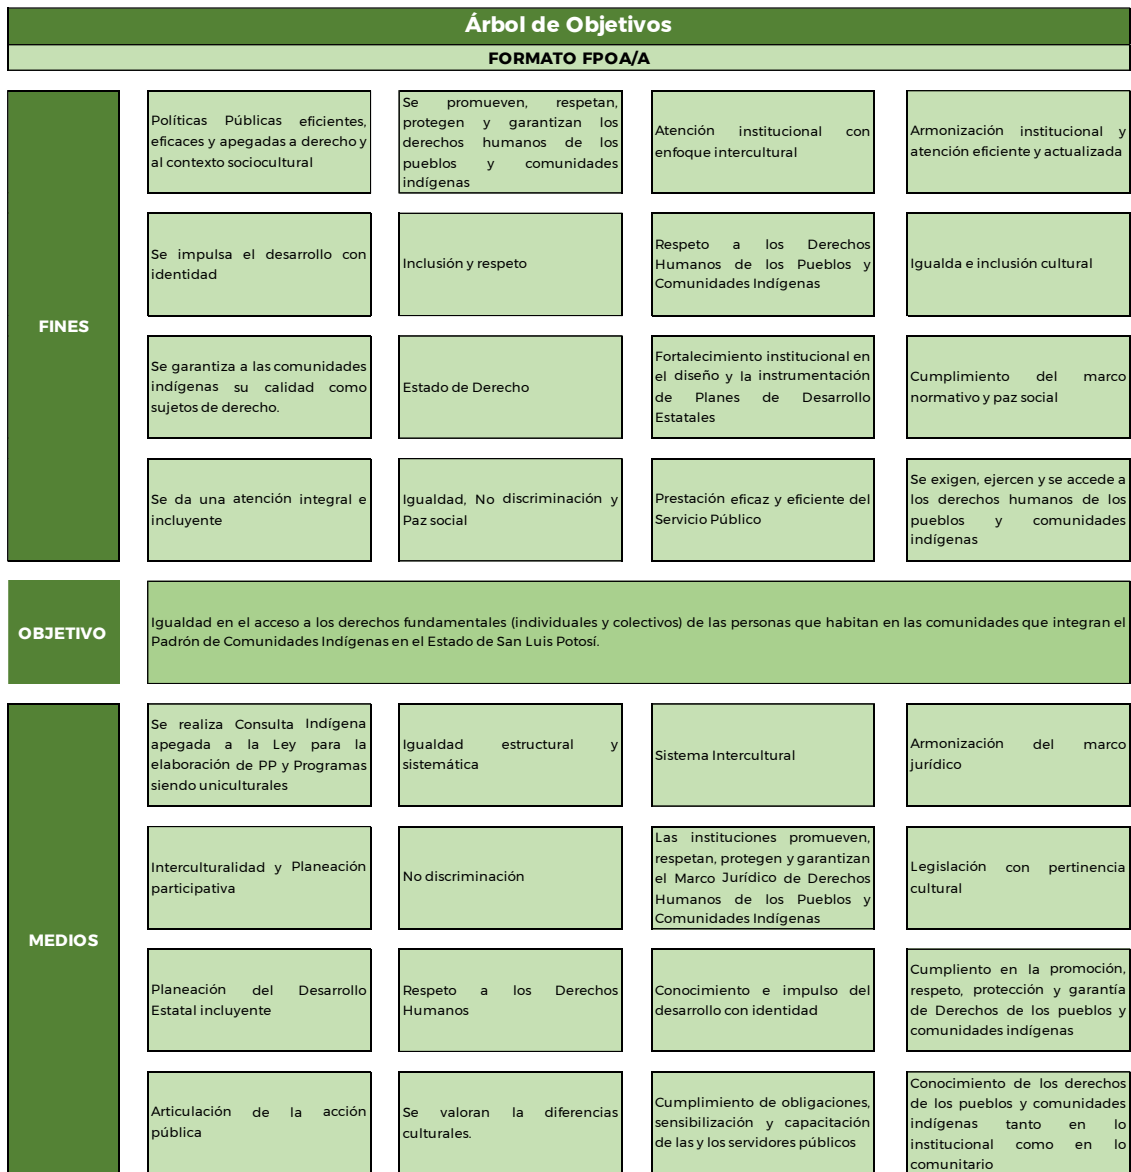 Árbol de Objetivos
FORMATO FPOA/A
FINES
Políticas Públicas eficientes,
eficaces y apegadas a derecho y
al contexto sociocultural
Se promueven, respetan,
protegen y garantizan los
derechos humanos de los
pueblos y comunidades
indígenas
Atención institucional con
enfoque intercultural
Armonización institucional y
atención eficiente y actualizada
Se impulsa el desarrollo con
identidad
Inclusión y respeto
Respeto a los Derechos
Humanos de los Pueblos y
Comunidades Indígenas
Igualda e inclusión cultural
Se garantiza a las comunidades
indígenas su calidad como
sujetos de derecho.
Estado de Derecho
Fortalecimiento institucional en
el diseño y la instrumentación
de Planes de Desarrollo
Estatales
Cumplimiento del marco
normativo y paz social
Se da una atención integral e
incluyente
Igualdad, No discriminación y
Paz social
Prestación eficaz y eficiente del
Servicio Público
Se exigen, ejercen y se accede a
los derechos humanos de los
pueblos y comunidades
indígenas
OBJETIVO
Igualdad en el acceso a los derechos fundamentales (individuales y colectivos) de las personas que habitan en las comunidades que integran el
Padrón de Comunidades Indígenas en el Estado de San Luis Potosí.
MEDIOS
Se realiza Consulta Indígena
apegada a la Ley para la
elaboración de PP y Programas
siendo uniculturales
Igualdad estructural y
sistemática
Sistema Intercultural
Armonización del marco
jurídico
Interculturalidad y Planeación
participativa
No discriminación
Las instituciones promueven,
respetan, protegen y garantizan
el Marco Jurídico de Derechos
Humanos de los Pueblos y
Comunidades Indígenas
Legislación con pertinencia
cultural
Planeación del Desarrollo
Estatal incluyente
Respeto a los Derechos
Humanos
Conocimiento e impulso del
desarrollo con identidad
Cumpliento en la promoción,
respeto, protección y garantía
de Derechos de los pueblos y
comunidades indígenas
Articulación de la acción
pública
Se valoran la diferencias
culturales.
Cumplimiento de obligaciones,
sensibilización y capacitación
de las y los servidores públicos
Conocimiento de los derechos
de los pueblos y comunidades
indígenas tanto en lo
institucional como en lo
comunitario